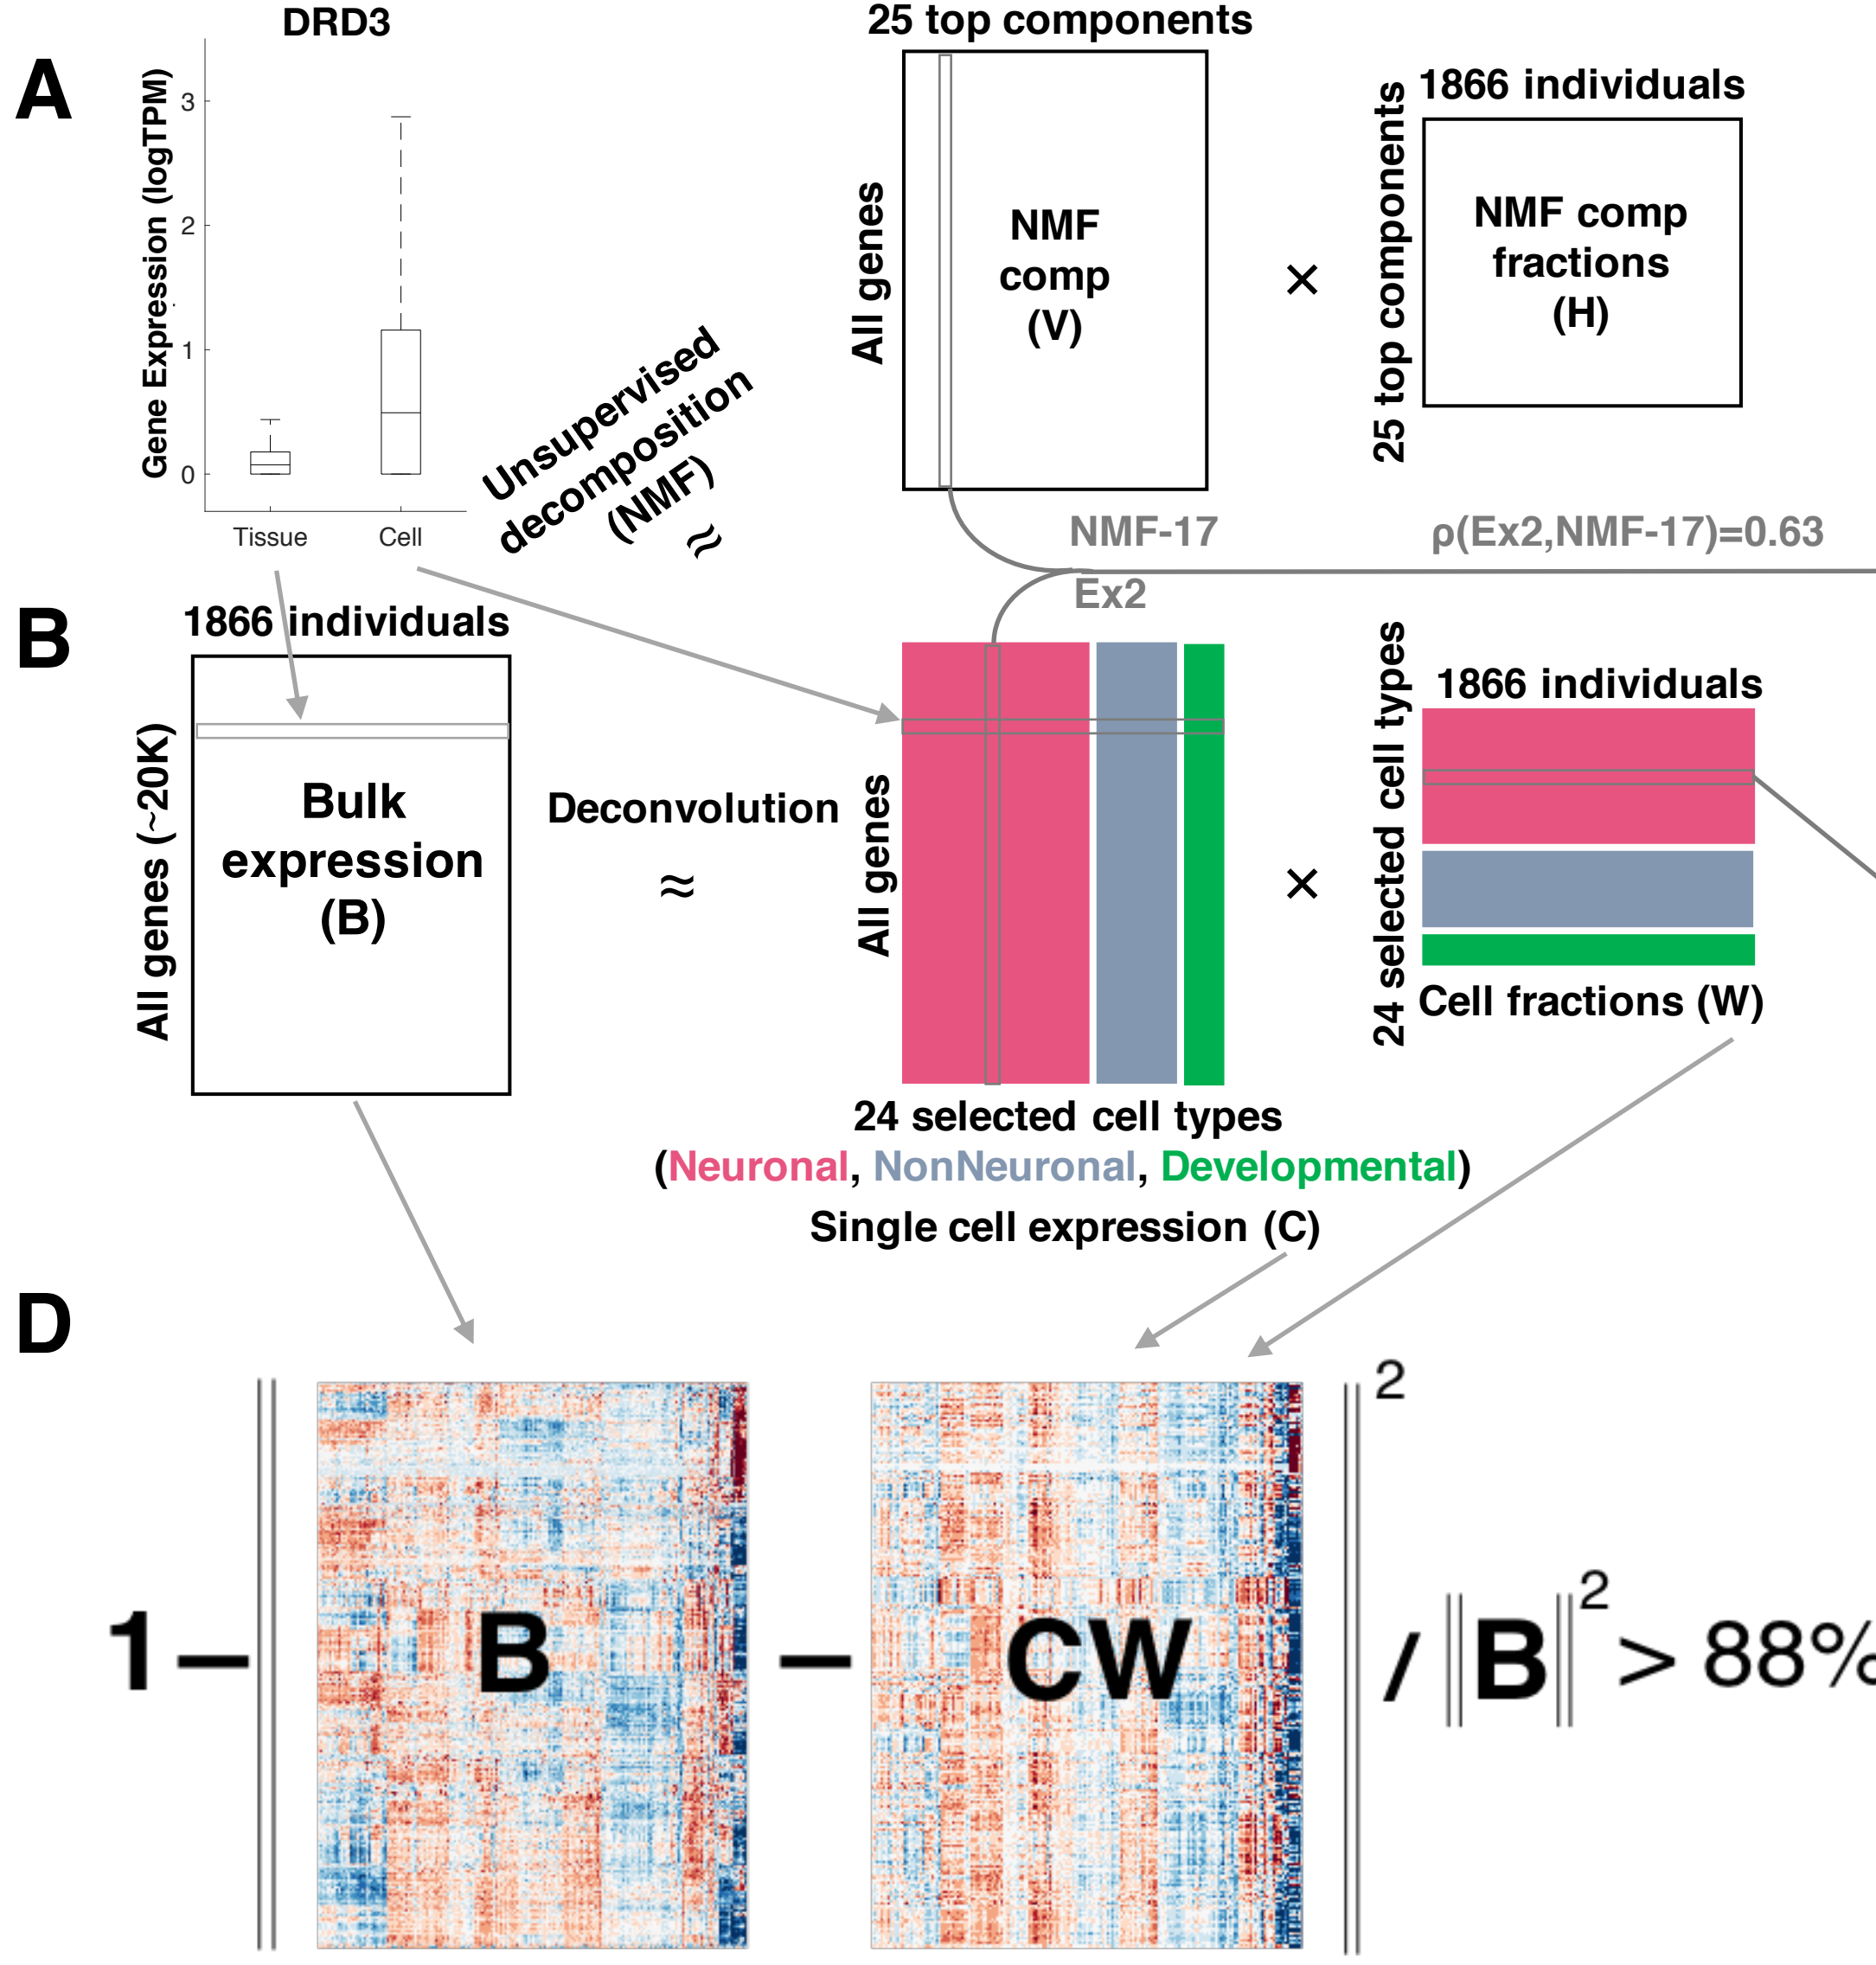 A
DRD3
Gene Expression (logTPM)
3
2
1
0
Tissue
Cell
Unsupervised
decomposition
(NMF)
≈
25 top components
All genes
NMF
comp
(V)
×
1866 individuals
25 top components
NMF comp
fractions
(H)
NMF-17
ρ(Ex2,NMF-17)=0.63
Ex2
B
1866 individuals
All genes (~20K)
Bulk
expression
(B)
Deconvolution
≈
All genes
×
24 selected cell types
1866 individuals
Cell fractions (W)
24 selected cell types
(Neuronal, NonNeuronal, Developmental)
Single cell expression (C)
D
1 – || B – CW ||2 / ||B||2 > 88%